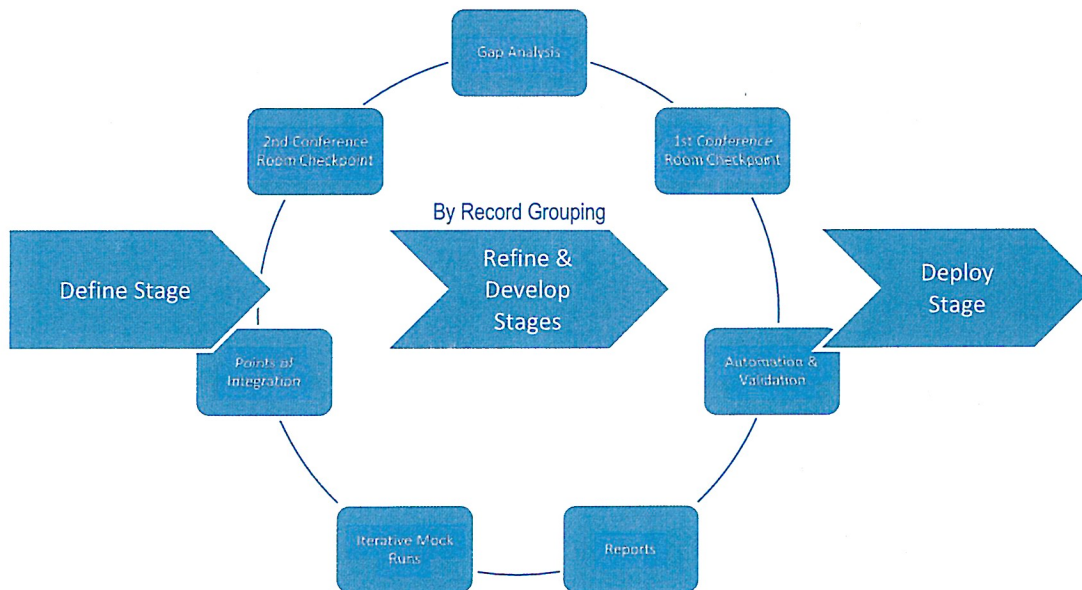 Gap Analysis
2nd Conference
Room Checkpoint
1st Conference
Room Checkpoint
By Record Grouping
Define Stage
Refine &
Develop
Stages
Deploy
Stage
Points of
Integration
Automation &
Validation
Iterative Mock
Runs
Reports